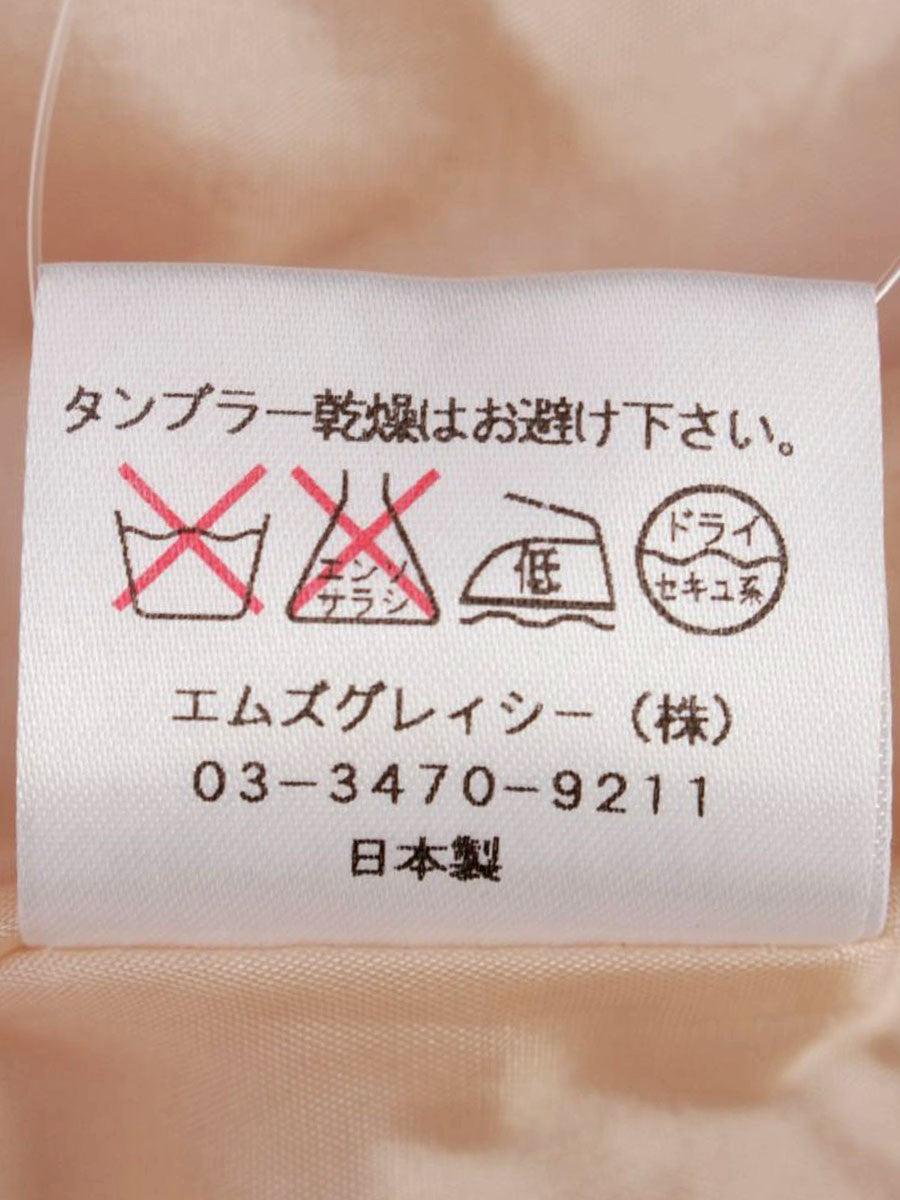 タンブラー乾燥はお避け下さい。
エンソ
サラシ
低
ドライ
セキユ系
エムズグレイシー（株）
03-3470-9211
日本製